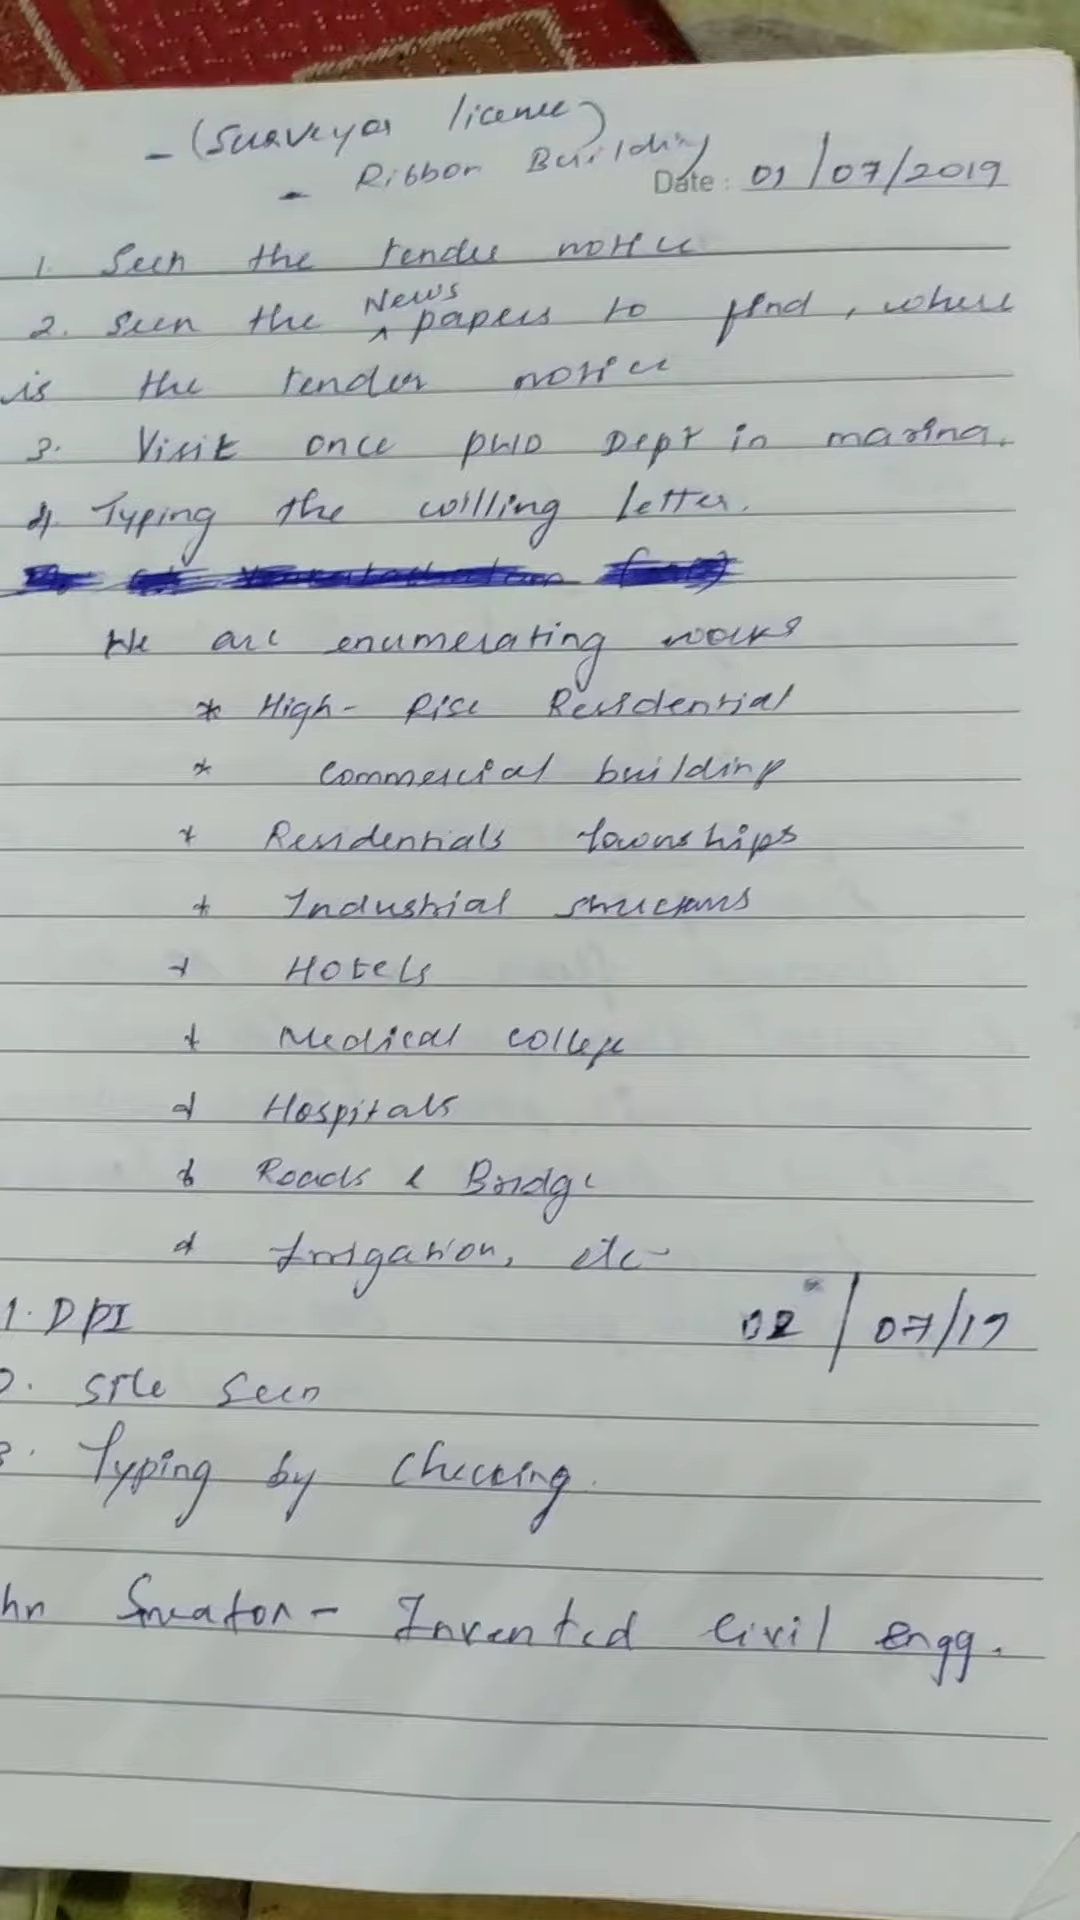 - (Surveyor licence)
- Ribbon Building
Date: 01/07/2019
1. Seen the tender notice
2. Seen the News papers to find, where
is the tender notice
3. Visit once PWD Dept in marina.
4. Typing the willing letter.
We are enumerating works
* High-Rise Residential
* Commercial building
* Residentials townships
* Industrial structures
* Hotels
* Medical college
* Hospitals
* Roads & Bridge
* Irrigation, etc-
1. DPI
02/07/19
2. site seen
3. Typing by checking.
hn Smeaton - Invented civil engg.